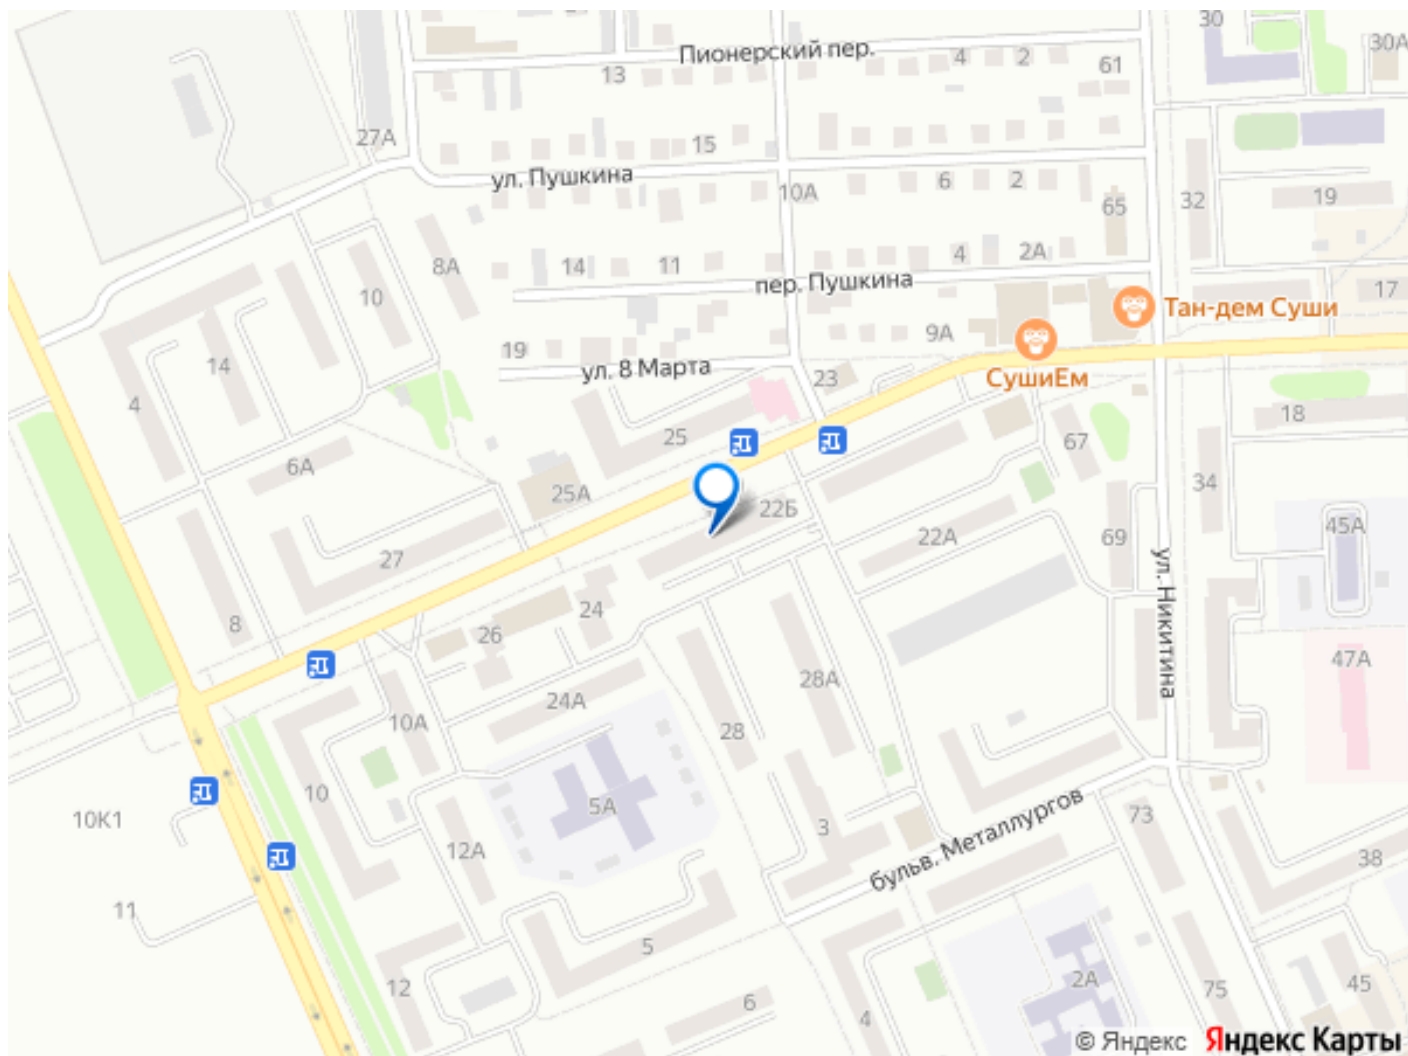 30
30А
Пионерский пер.
4
2
61
13
27А
15
ул. Пушкина
10А
6
2
65
32
19
8А
14
11
4
2А
пер. Пушкина
10
17
Тан-дем Суши
9А
СушиЕм
14
19
ул. 8 Марта
23
4
18
25
67
6А
34
25А
22Б
22А
45А
69
27
ул. Никитина
24
8
26
47А
28А
24А
10А
28
10
5А
10К1
3
бульв. Металлургов
73
12А
38
11
5
2А
12
6
4
75
45
© Яндекс Яндекс Карты